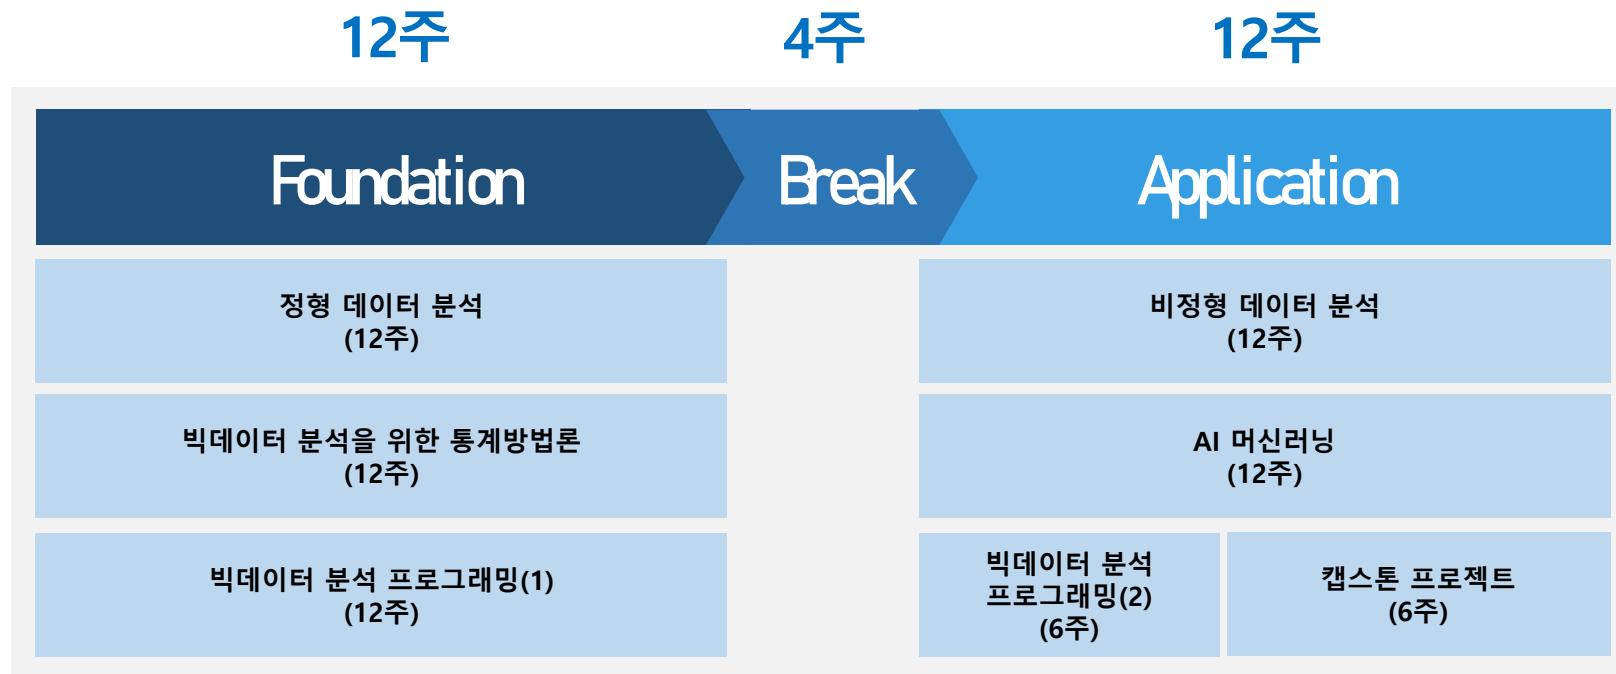 12주
4주
12주
Foundation
Break
Application
정형 데이터 분석
(12주)
비정형 데이터 분석
(12주)
빅데이터 분석을 위한 통계방법론
(12주)
AI 머신러닝
(12주)
빅데이터 분석 프로그래밍(1)
(12주)
빅데이터 분석
프로그래밍(2)
(6주)
캡스톤 프로젝트
(6주)